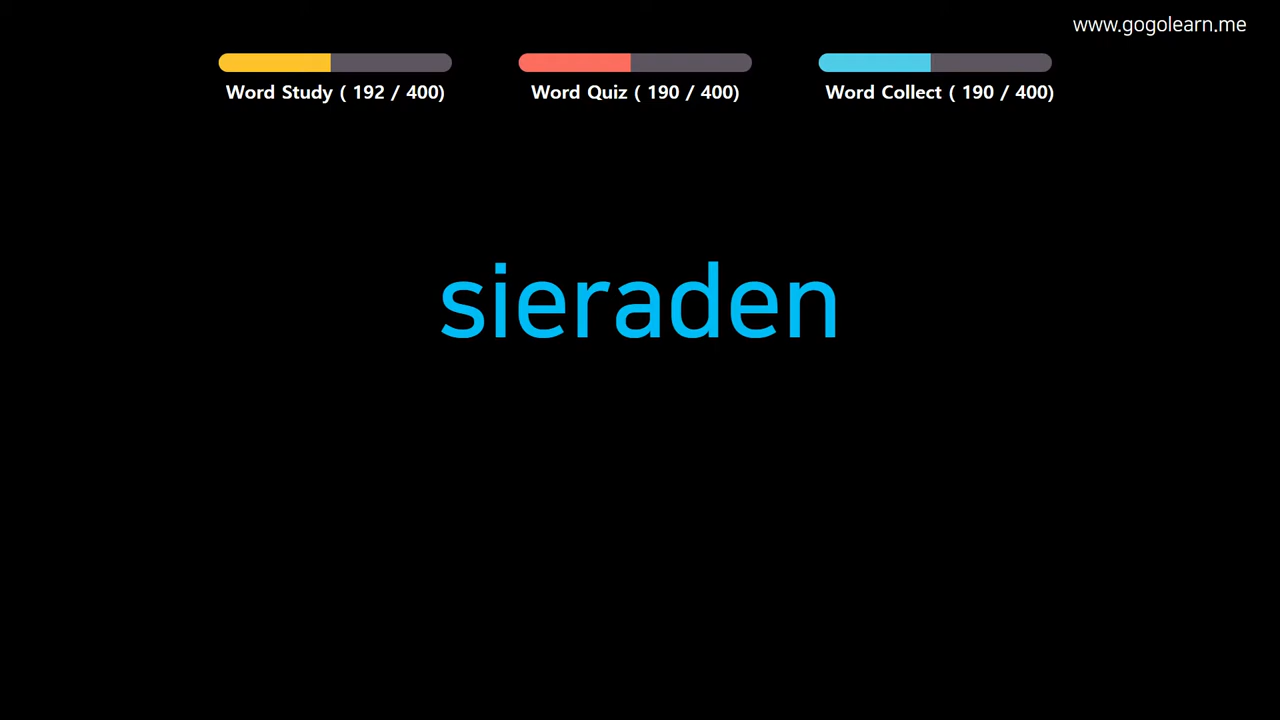 www.gogolearn.me
Word Study ( 192 / 400)
Word Quiz ( 190 / 400)
Word Collect ( 190 / 400)
sieraden